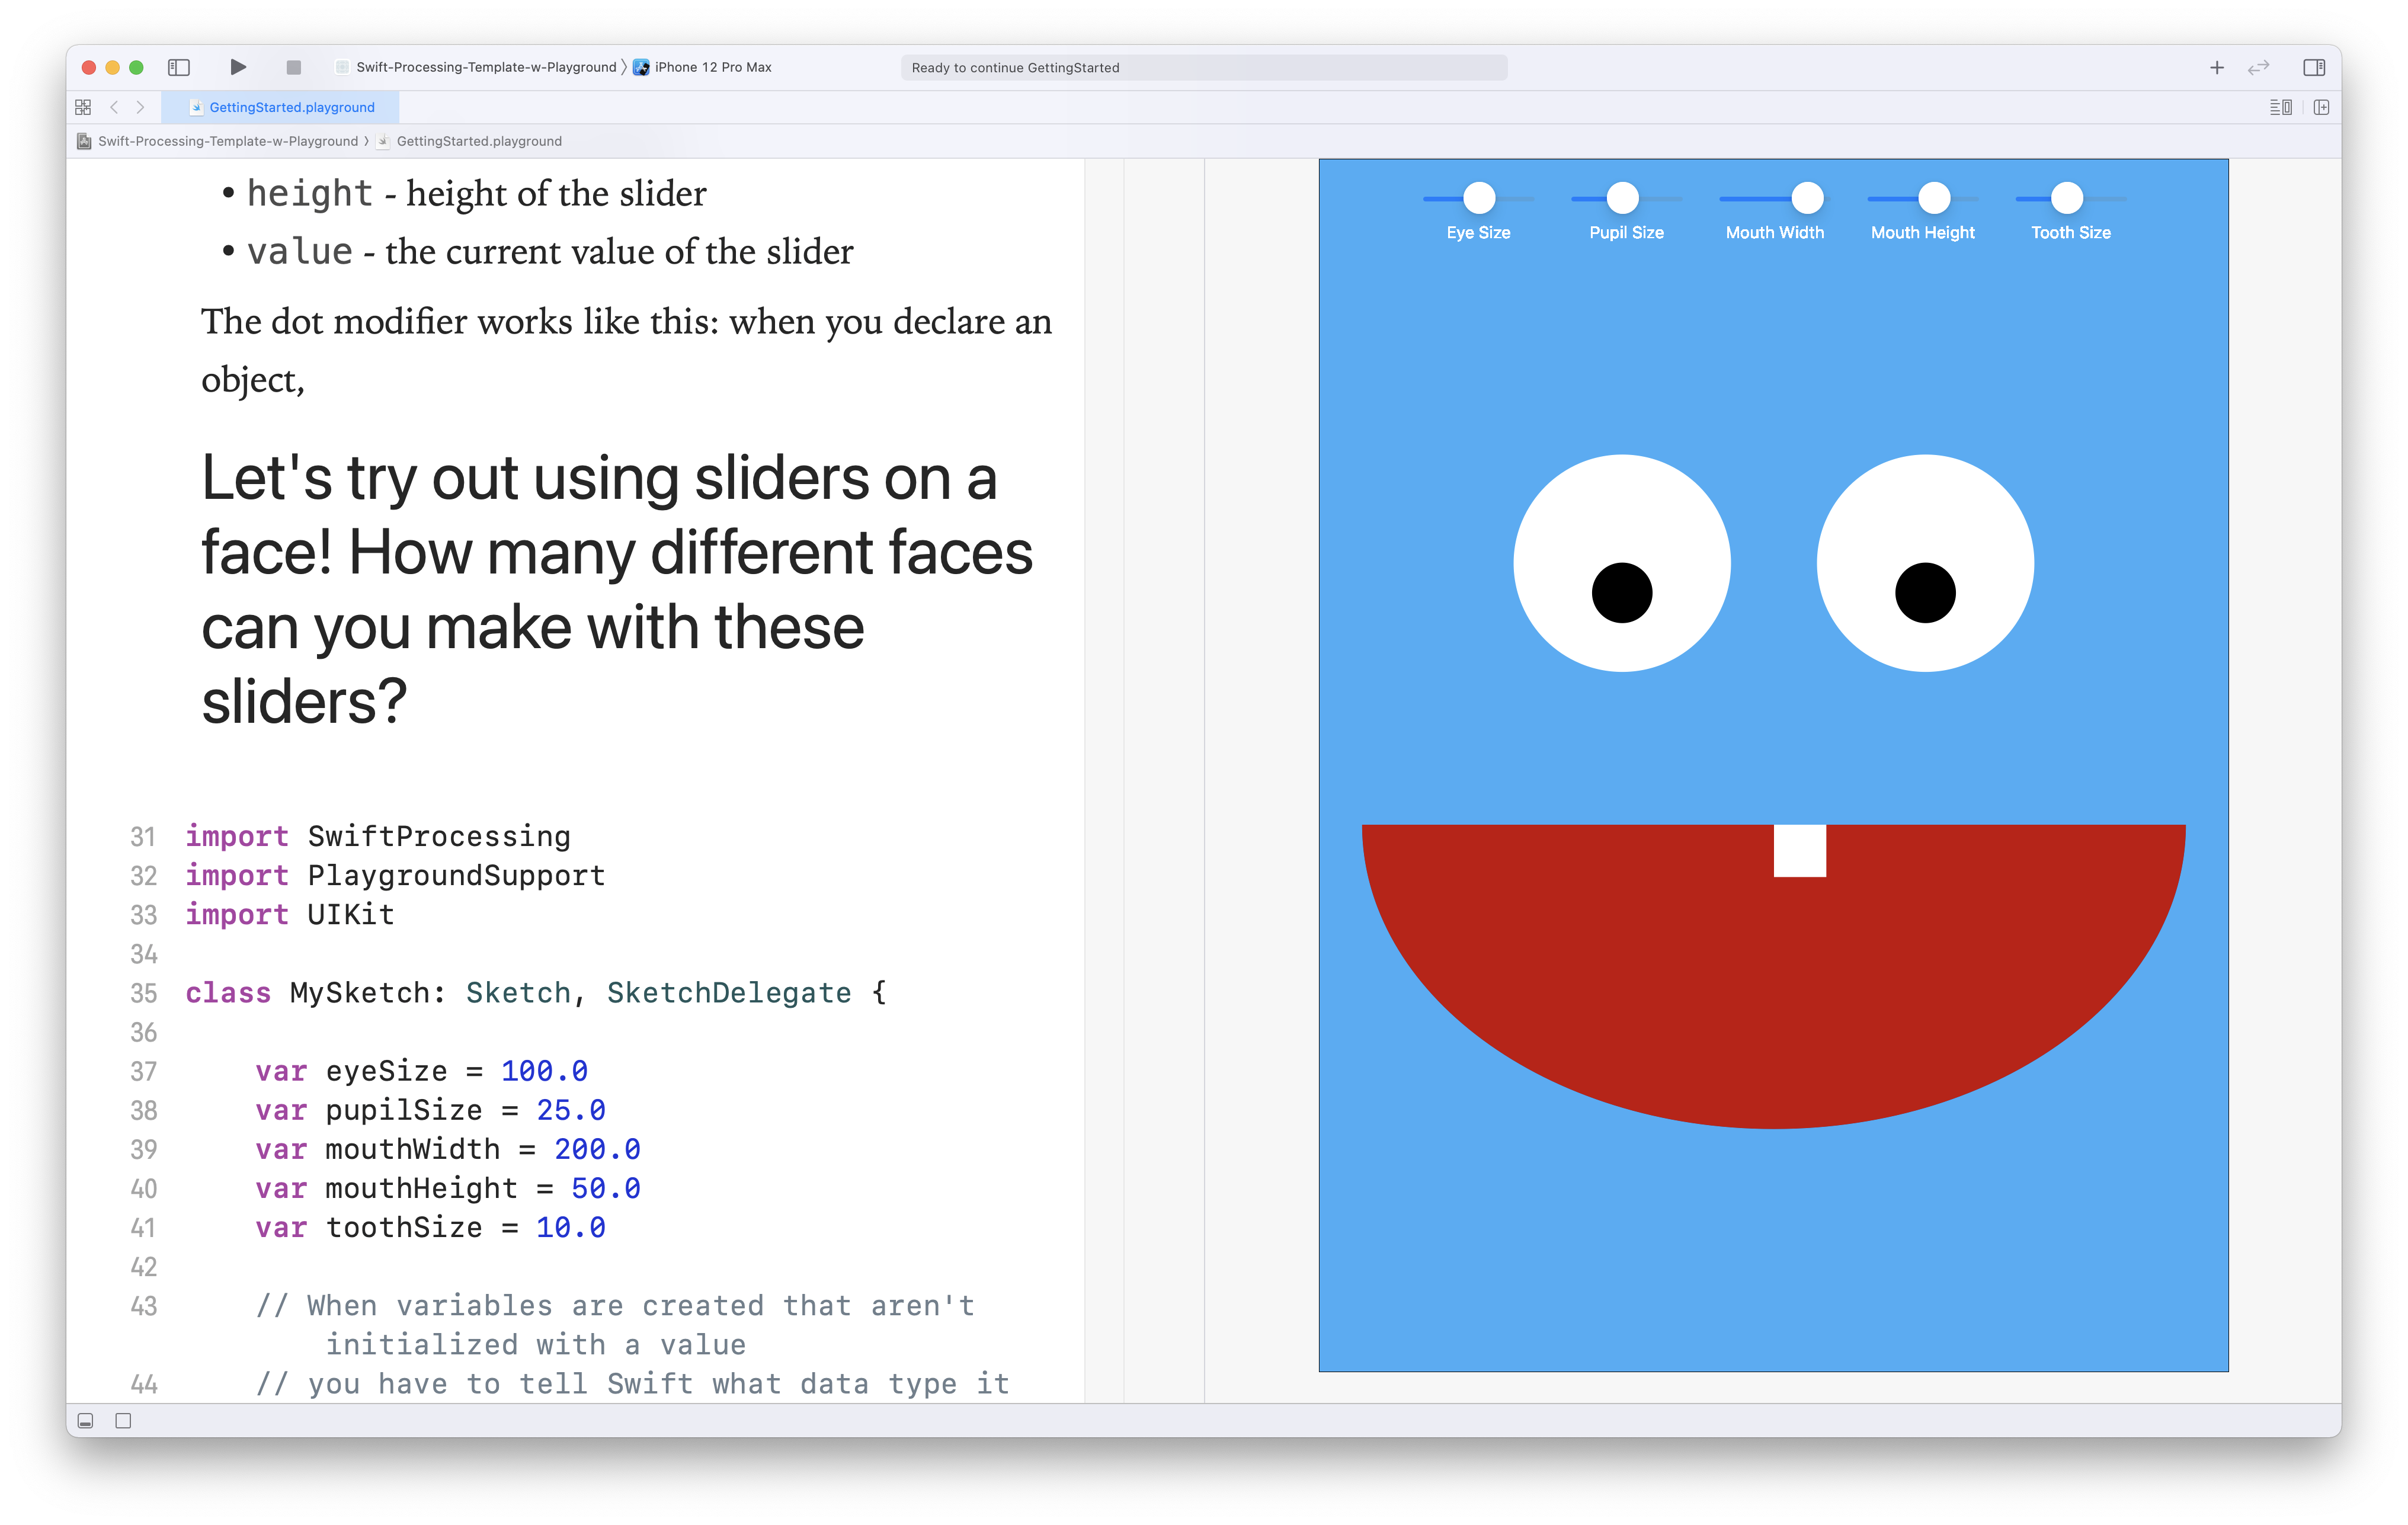 Swift-Processing-Template-w-Playground 〉 iPhone 12 Pro Max
Ready to continue GettingStarted
GettingStarted.playground
Swift-Processing-Template-w-Playground 〉 GettingStarted.playground
• height - height of the slider
• value - the current value of the slider
The dot modifier works like this: when you declare an
object,
Let's try out using sliders on a
face! How many different faces
can you make with these
sliders?
31 import SwiftProcessing
32 import PlaygroundSupport
33 import UIKit
34
35 class MySketch: Sketch, SketchDelegate {
36
37 var eyeSize = 100.0
38 var pupilSize = 25.0
39 var mouthWidth = 200.0
40 var mouthHeight = 50.0
41 var toothSize = 10.0
42
43 // When variables are created that aren't
initialized with a value
44 // you have to tell Swift what data type it
Eye Size
Pupil Size
Mouth Width
Mouth Height
Tooth Size